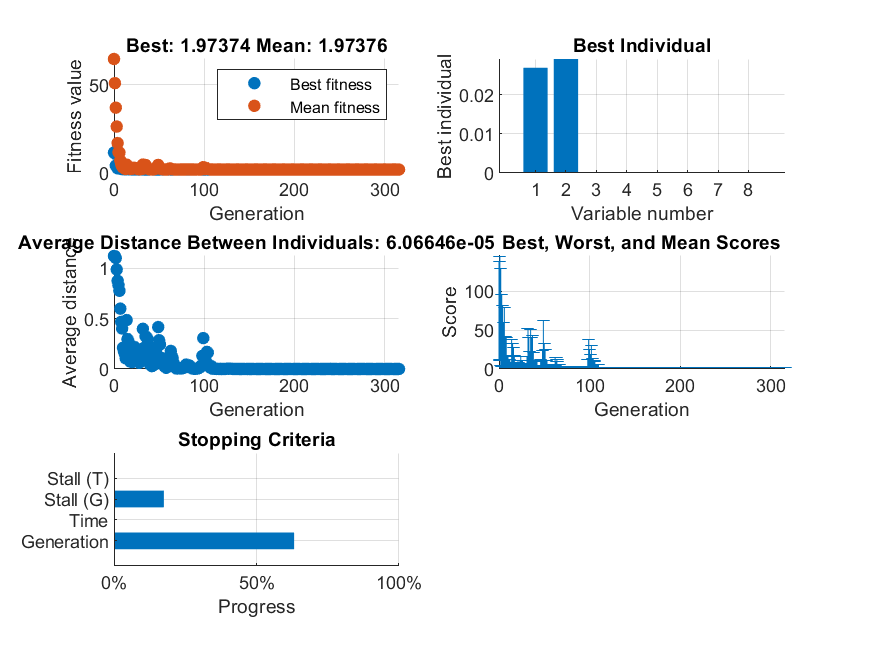 Best: 1.97374 Mean: 1.97376
Fitness value
50
0
Best fitness
Mean fitness
0 100 200 300
Generation
Best Individual
Best individual
0.02
0.01
0
1 2 3 4 5 6 7 8
Variable number
Average Distance Between Individuals: 6.06646e-05
Average distance
1
0.5
0
0 100 200 300
Generation
Best, Worst, and Mean Scores
Score
100
50
0
0 100 200 300
Generation
Stopping Criteria
Stall (T)
Stall (G)
Time
Generation
0% 50% 100%
Progress